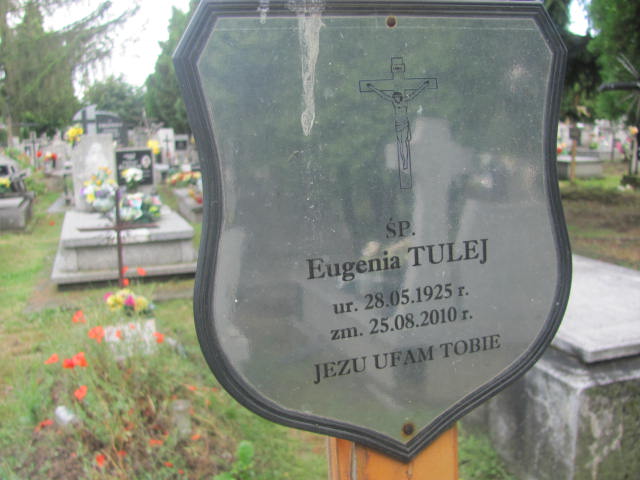 ŚP.
Eugenia TULEJ
ur. 28.05.1925 r.
zm. 25.08.2010 r.
JEZU UFAM TOBIE